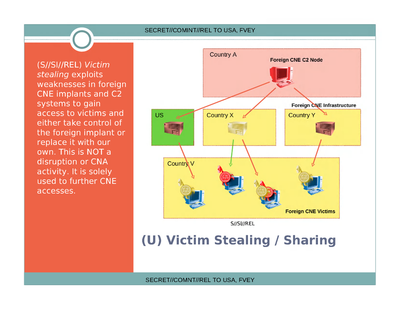 SECRET//COMINT//REL TO USA, FVEY
(S//SI//REL) Victim
stealing exploits
weaknesses in foreign
CNE implants and C2
systems to gain
access to victims and
either take control of
the foreign implant or
replace it with our
own. This is NOT a
disruption or CNA
activity. It is solely
used to further CNE
accesses.
Country A
Foreign CNE C2 Node
Foreign CNE Infrastructure
US
Country X
Country Y
Country V
Foreign CNE Victims
S//SI//REL
(U) Victim Stealing / Sharing
SECRET//COMINT//REL TO USA, FVEY